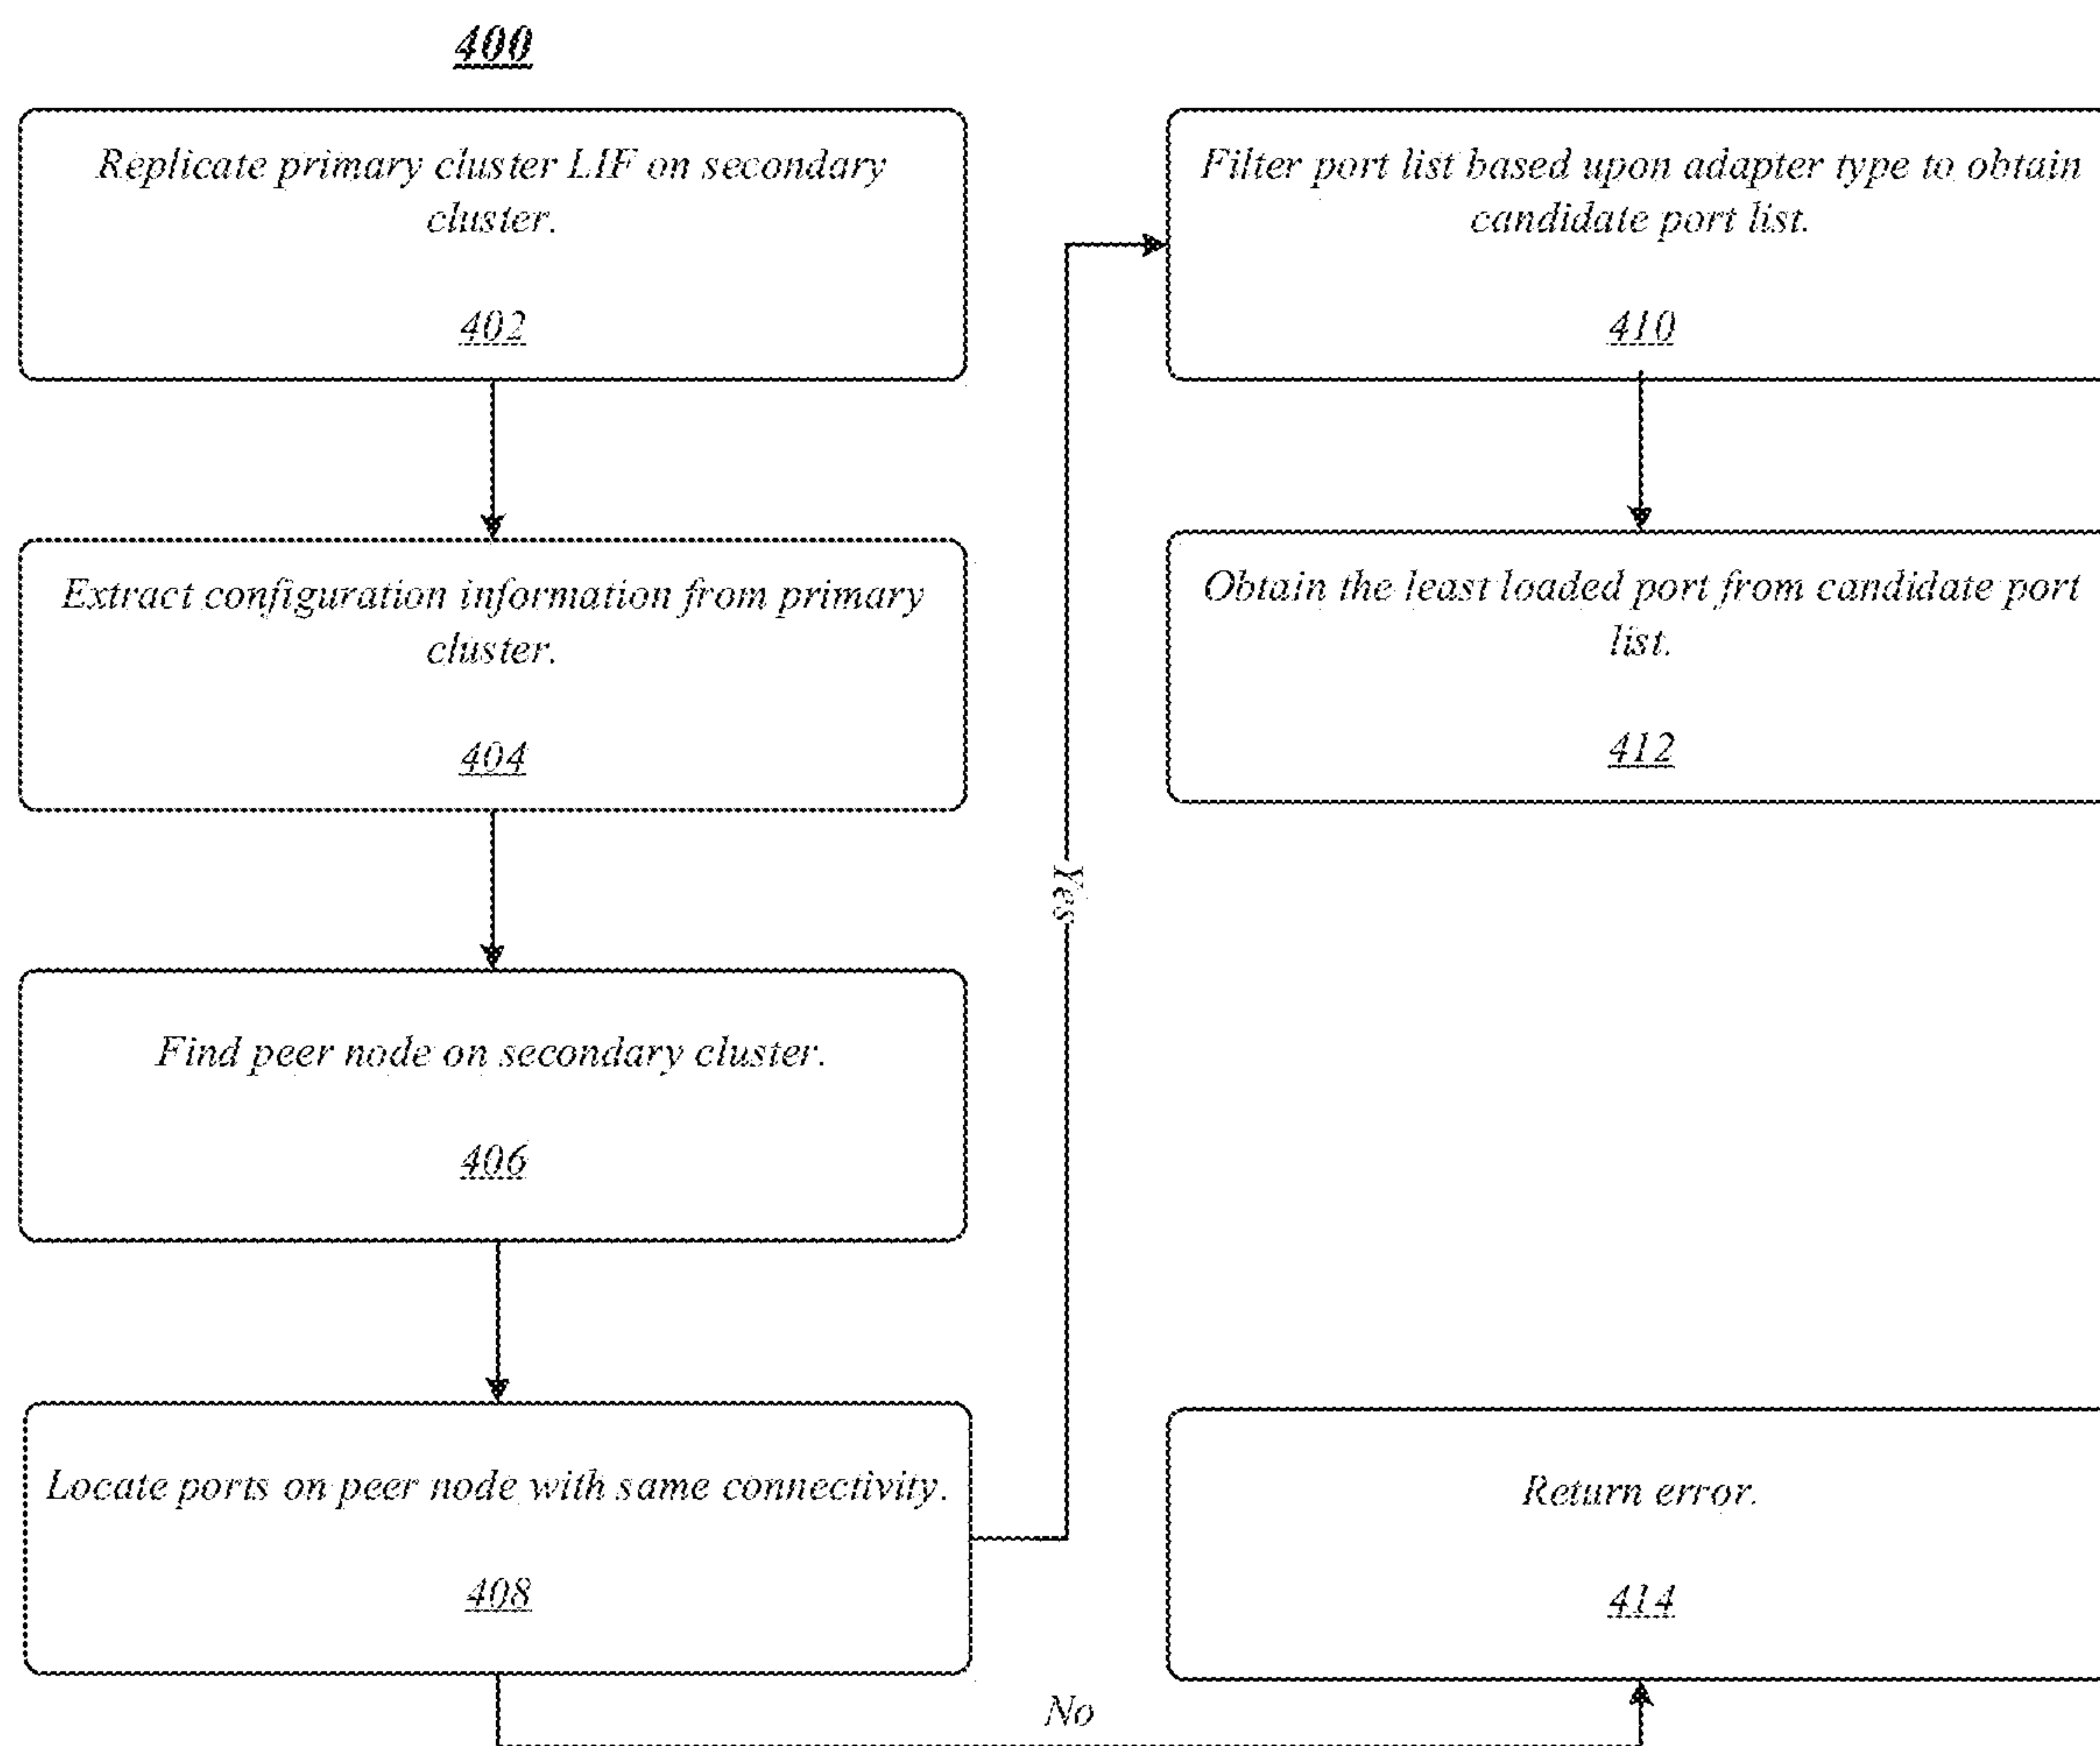 400
Replicate primary cluster LIF on secondary
cluster.
402
Extract configuration information from primary
cluster.
404
Find peer node on secondary cluster.
406
Locate ports on peer node with same connectivity.
408
Yes
No
Filter port list based upon adapter type to obtain
candidate port list.
410
Obtain the least loaded port from candidate port
list.
412
Return error.
414